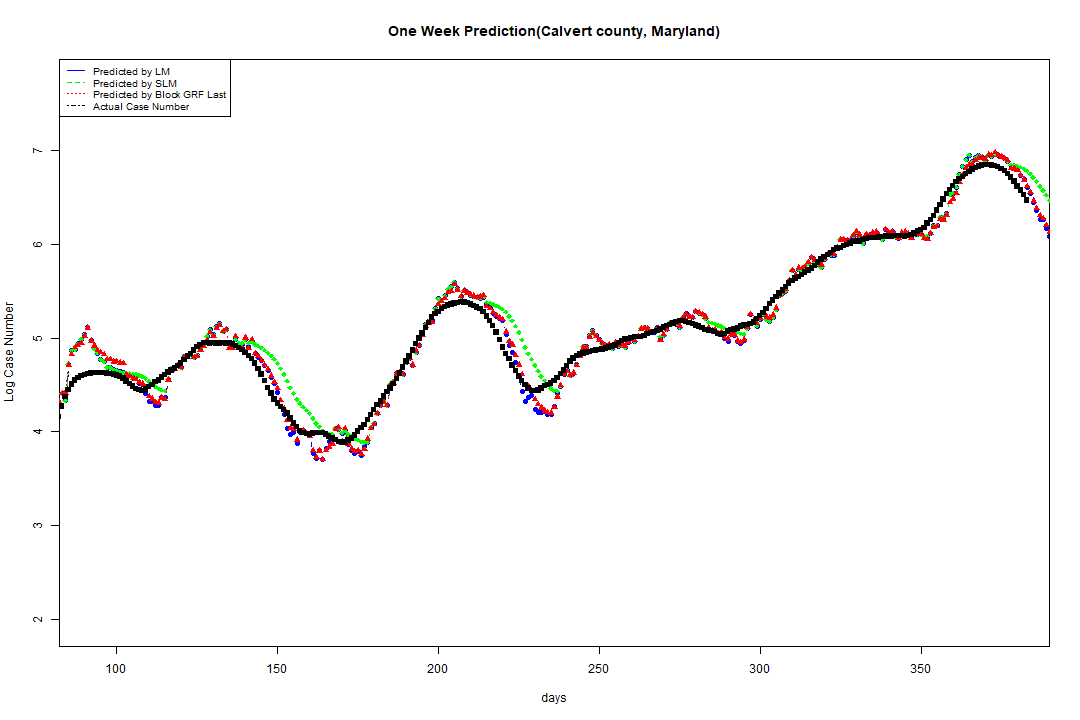 One Week Prediction(Calvert county, Maryland)
Predicted by LM
Predicted by SLM
Predicted by Block GRF Last
Actual Case Number
Log Case Number
7
6
5
4
3
2
100 150 200 250 300 350
days